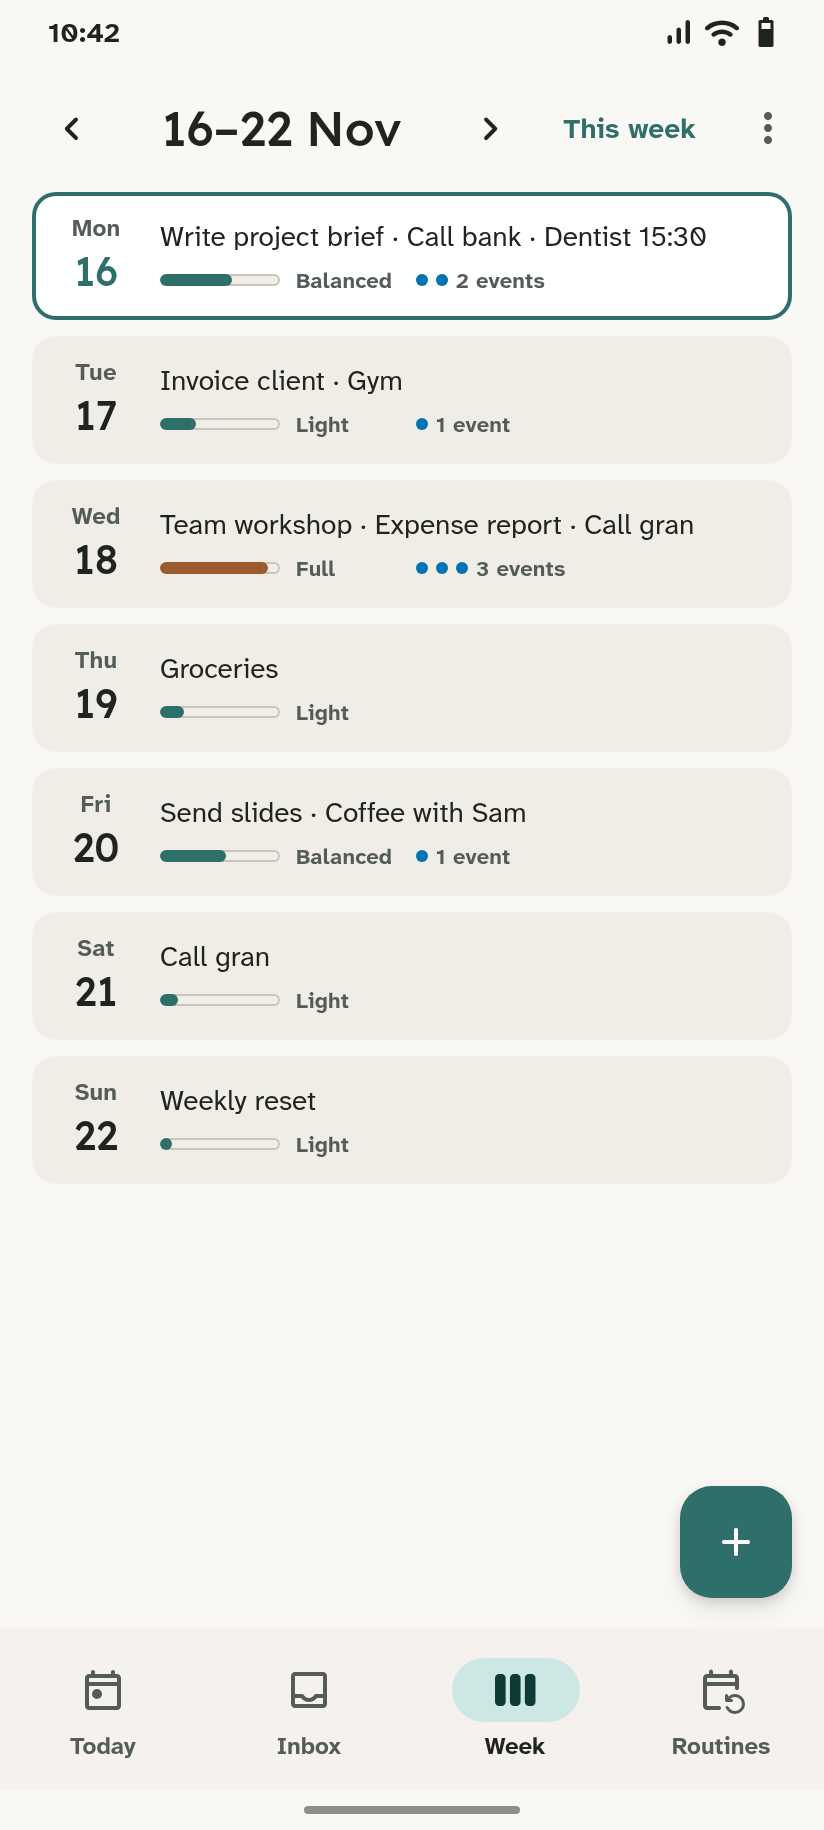 10:42
16–22 Nov
This week
Mon
16
Write project brief · Call bank · Dentist 15:30
Balanced
2 events
Tue
17
Invoice client · Gym
Light
1 event
Wed
18
Team workshop · Expense report · Call gran
Full
3 events
Thu
19
Groceries
Light
Fri
20
Send slides · Coffee with Sam
Balanced
1 event
Sat
21
Call gran
Light
Sun
22
Weekly reset
Light
Today
Inbox
Week
Routines